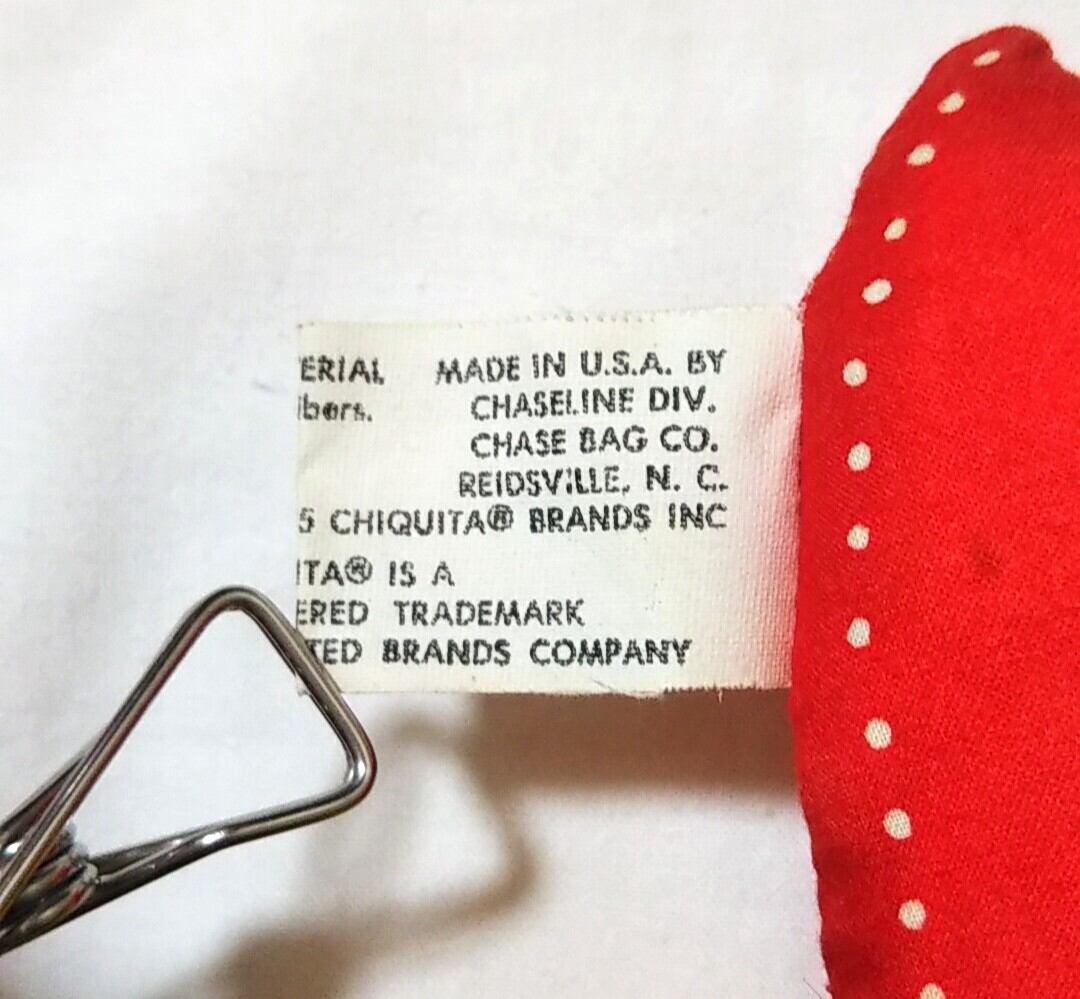 ERIAL MADE IN U.S.A. BY
ibers. CHASELINE DIV.
CHASE BAG CO.
REIDSVILLE, N. C.
5 CHIQUITA® BRANDS INC
ITA® IS A
ERED TRADEMARK
TED BRANDS COMPANY